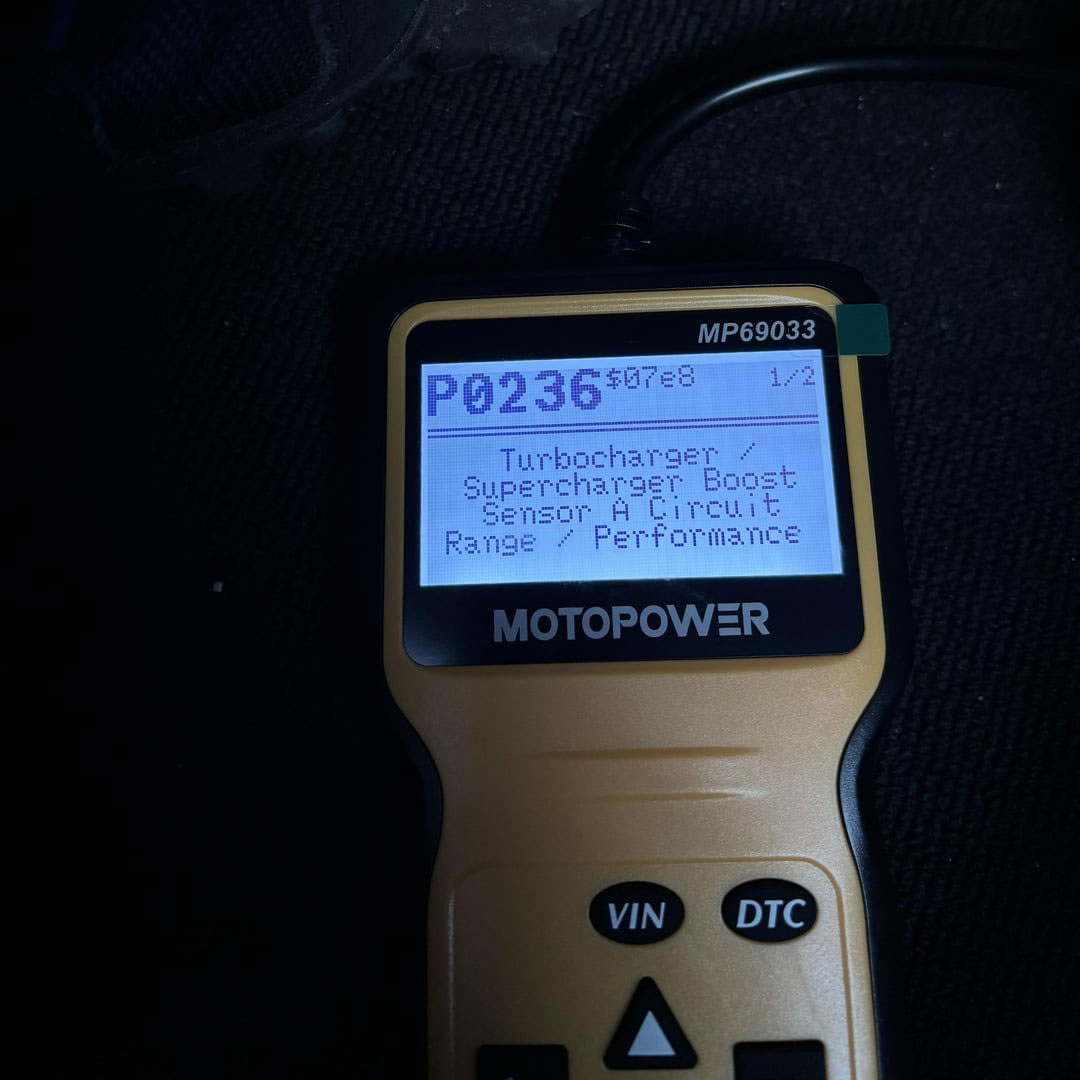 MP69033
P0236 $07e8 1/2
Turbocharger /
Supercharger Boost
Sensor A Circuit
Range / Performance
MOTOPOWER
VIN DTC